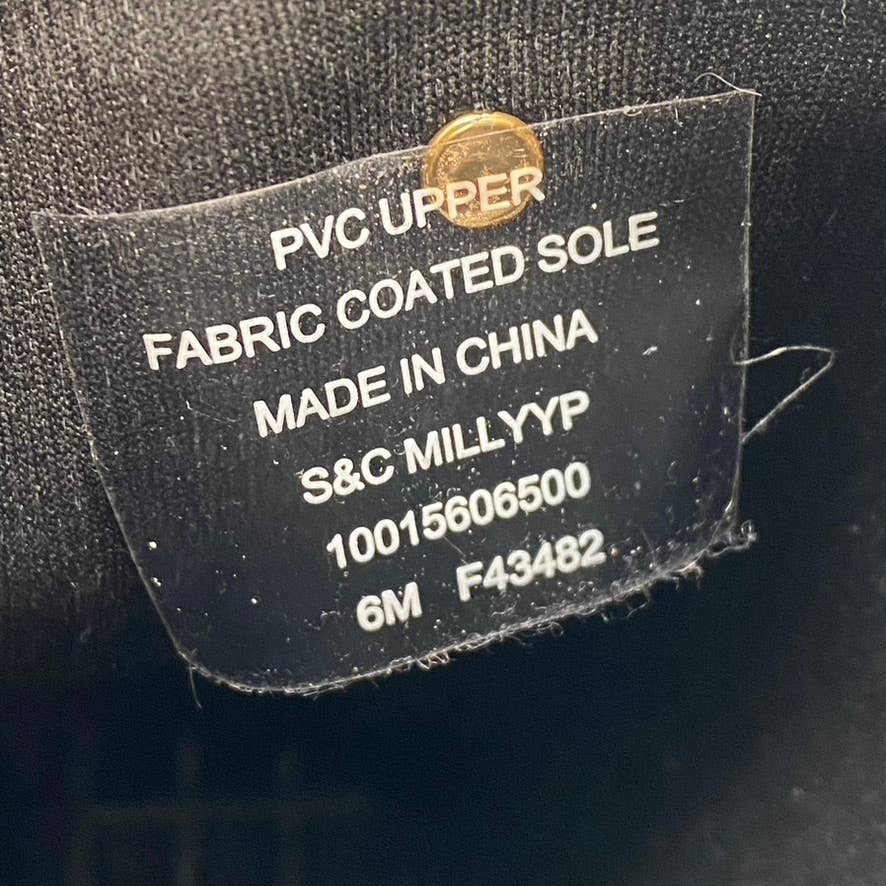 PVC UPPER
FABRIC COATED SOLE
MADE IN CHINA
S&C MILLYYP
10015606500
6M F43482